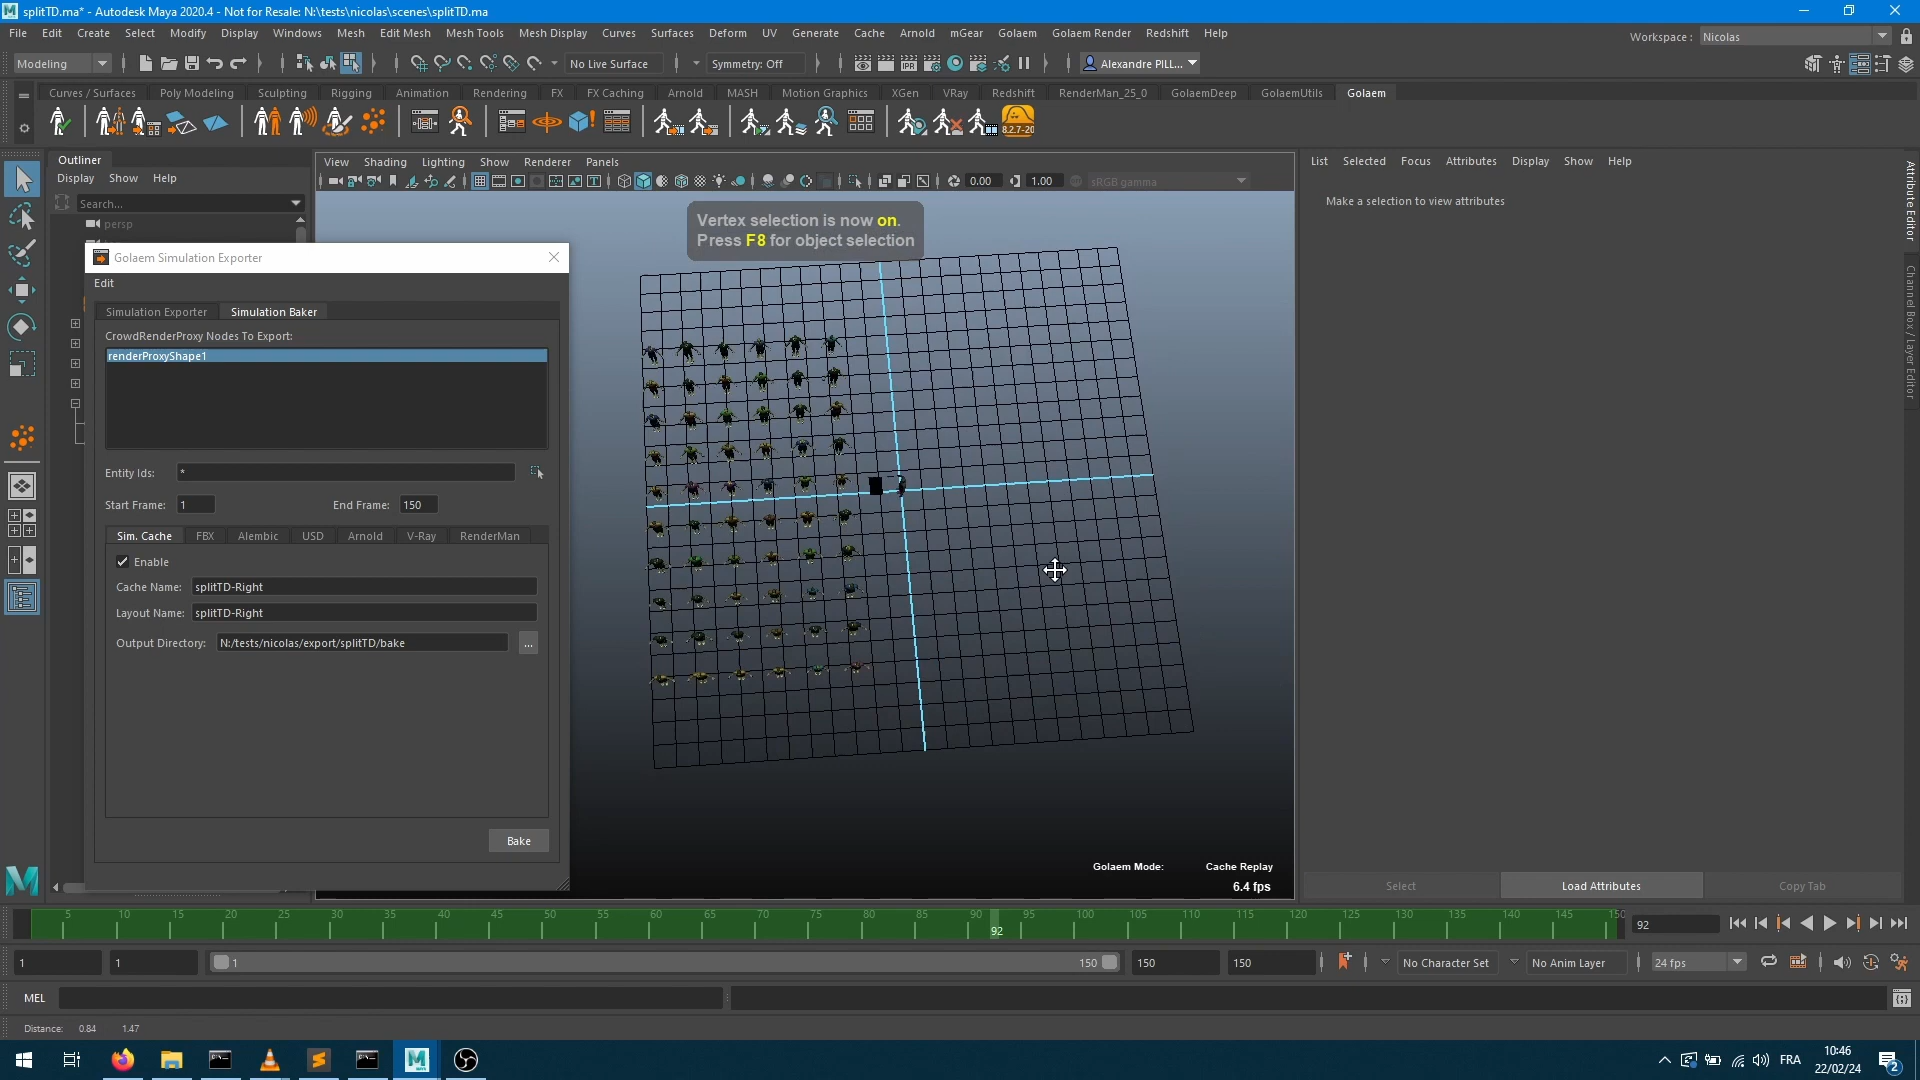 splitTD.ma* - Autodesk Maya 2020.4 - Not for Resale: N:\tests\nicolas\scenes\splitTD.ma
File Edit Create Select Modify Display Windows Mesh Edit Mesh Mesh Tools Mesh Display Curves Surfaces Deform UV Generate Cache Arnold mGear Golaem Golaem Render Redshift Help
Workspace : Nicolas
Modeling No Live Surface Symmetry: Off Alexandre PILL...
Curves / Surfaces Poly Modeling Sculpting Rigging Animation Rendering FX FX Caching Arnold MASH Motion Graphics XGen VRay Redshift RenderMan_25_0 GolaemDeep GolaemUtils Golaem
IPR
8.2.7-20
Outliner
Display Show Help
Search...
persp
View Shading Lighting Show Renderer Panels
0.00 1.00 sRGB gamma
Vertex selection is now on.
Press F8 for object selection
Golaem Simulation Exporter
Edit
Simulation Exporter Simulation Baker
CrowdRenderProxy Nodes To Export:
renderProxyShape1
Entity Ids: *
Start Frame: 1 End Frame: 150
Sim. Cache FBX Alembic USD Arnold V-Ray RenderMan
Enable
Cache Name: splitTD-Right
Layout Name: splitTD-Right
Output Directory: N:/tests/nicolas/export/splitTD/bake ...
Bake
Golaem Mode: Cache Replay
6.4 fps
List Selected Focus Attributes Display Show Help
Make a selection to view attributes
Attribute Editor
Channel Box / Layer Editor
Select Load Attributes Copy Tab
5 10 15 20 25 30 35 40 45 50 55 60 65 70 75 80 85 90 95 100 105 110 115 120 125 130 135 140 145 150
92
92
1 1 1 150 150 150 No Character Set No Anim Layer 24 fps
MEL
Distance: 0.84 1.47
FRA
10:46
22/02/24
2